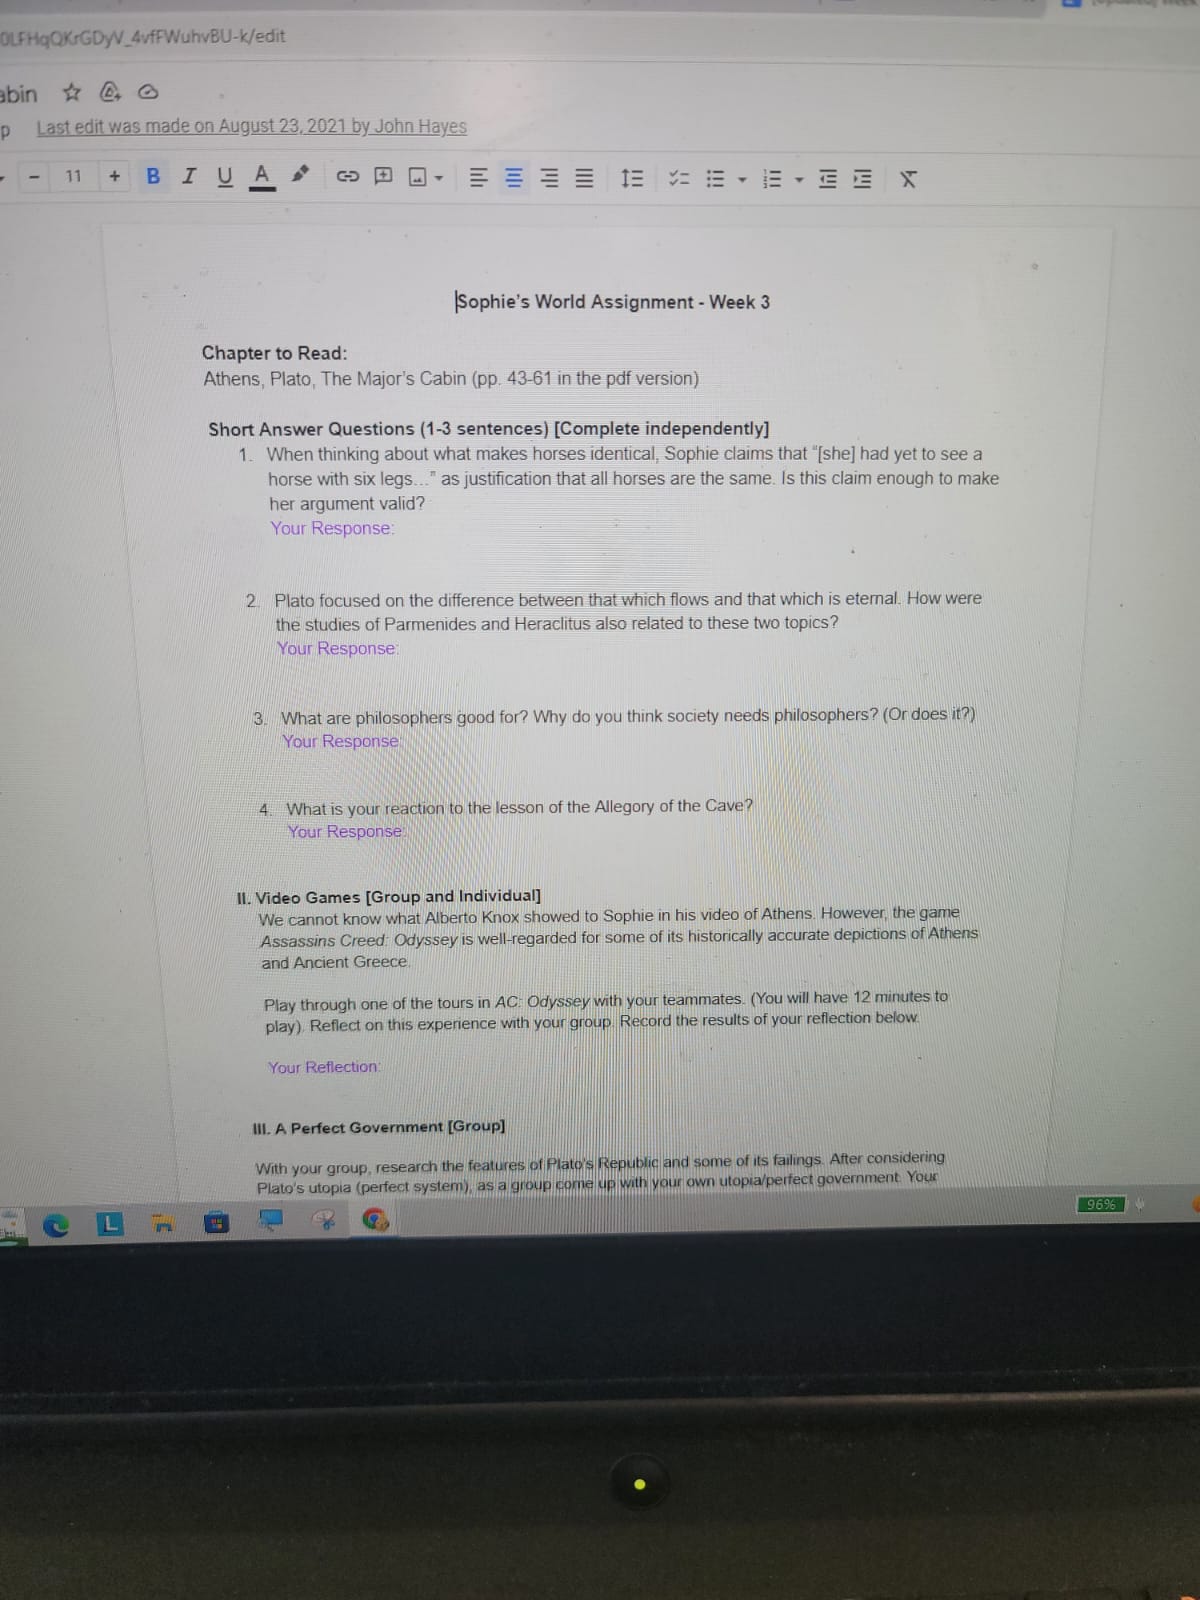 0LFHqQKrGDyV_4vfFWuhvBU-k/edit
abin
p Last edit was made on August 23, 2021 by John Hayes
- 11 + B I U A
Sophie's World Assignment - Week 3
Chapter to Read:
Athens, Plato, The Major's Cabin (pp. 43-61 in the pdf version)
Short Answer Questions (1-3 sentences) [Complete independently]
1. When thinking about what makes horses identical, Sophie claims that "[she] had yet to see a
horse with six legs..." as justification that all horses are the same. Is this claim enough to make
her argument valid?
Your Response:
2. Plato focused on the difference between that which flows and that which is eternal. How were
the studies of Parmenides and Heraclitus also related to these two topics?
Your Response:
3. What are philosophers good for? Why do you think society needs philosophers? (Or does it?)
Your Response:
4. What is your reaction to the lesson of the Allegory of the Cave?
Your Response:
II. Video Games [Group and Individual]
We cannot know what Alberto Knox showed to Sophie in his video of Athens. However, the game
Assassins Creed: Odyssey is well-regarded for some of its historically accurate depictions of Athens
and Ancient Greece.
Play through one of the tours in AC: Odyssey with your teammates. (You will have 12 minutes to
play). Reflect on this experience with your group. Record the results of your reflection below.
Your Reflection:
III. A Perfect Government [Group]
With your group, research the features of Plato's Republic and some of its failings. After considering
Plato's utopia (perfect system), as a group come up with your own utopia/perfect government. Your
L
96%